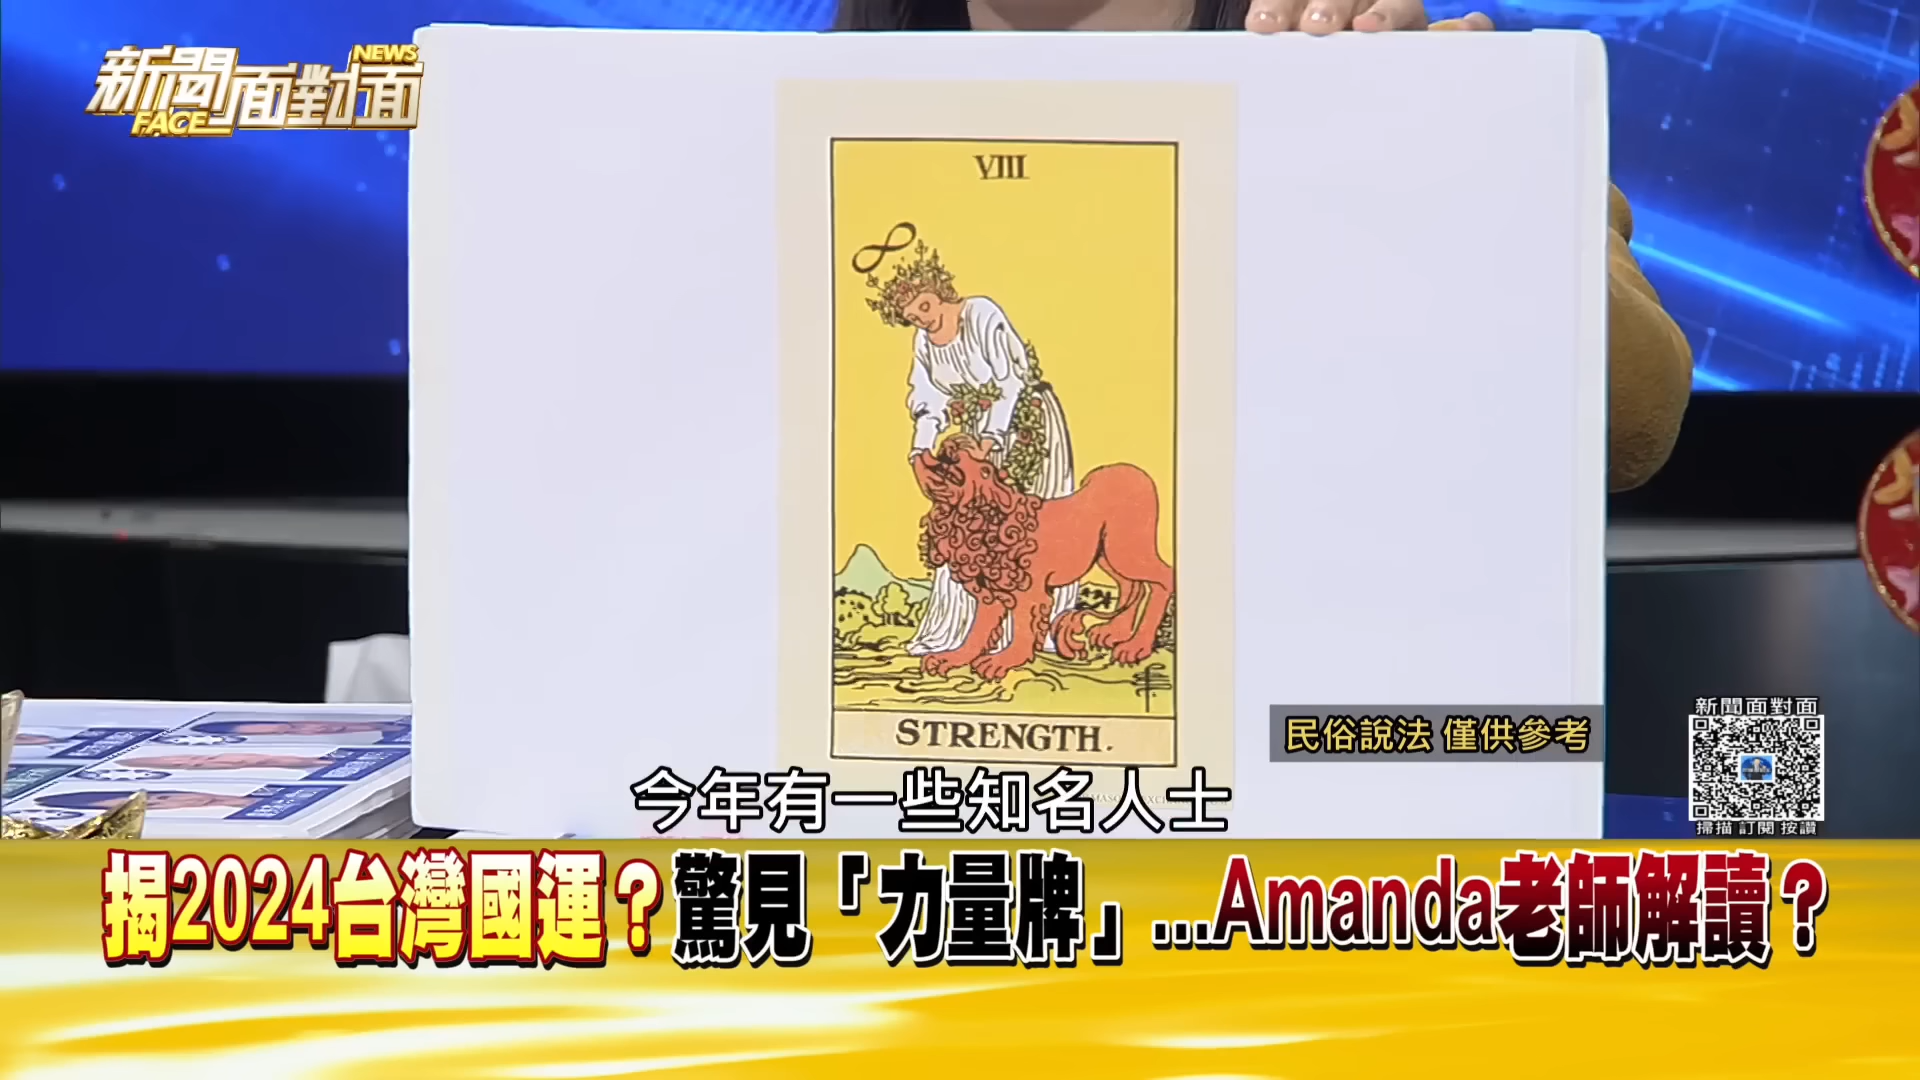 新聞面對面
NEWS
FACE
VIII
STRENGTH.
民俗說法 僅供參考
新聞面對面
掃描 訂閱 按讚
今年有一些知名人士
揭2024台灣國運？驚見「力量牌」...Amanda老師解讀？